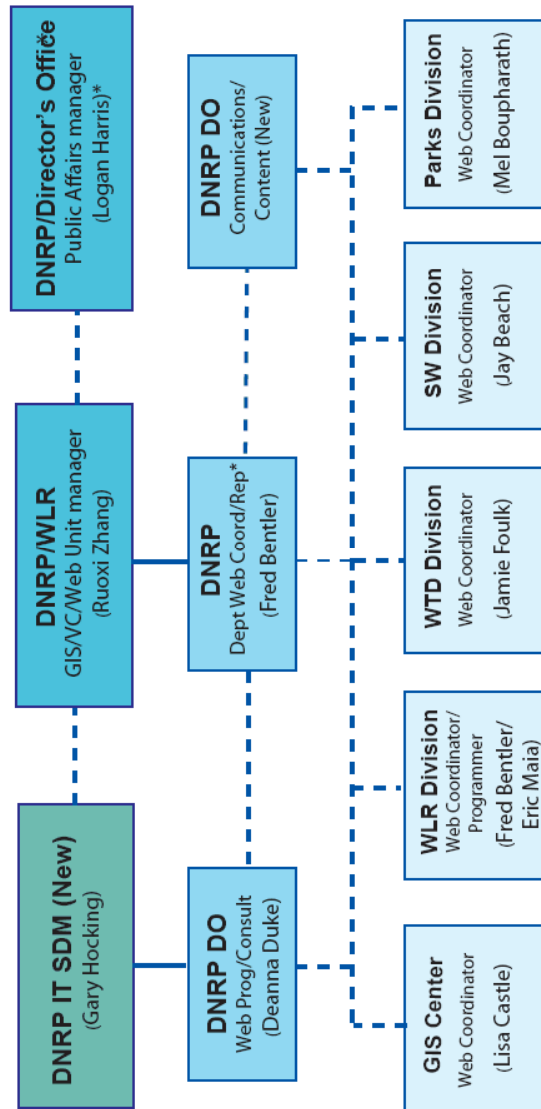 DNRP IT SDM (New)
(Gary Hocking)
DNRP/WLR
GIS/VC/Web Unit manager
(Ruoxi Zhang)
DNRP/Director's Office
Public Affairs manager
(Logan Harris)*
DNRP DO
Web Prog/Consult
(Deanna Duke)
DNRP
Dept Web Coord/Rep*
(Fred Bentler)
DNRP DO
Communications/
Content (New)
GIS Center
Web Coordinator
(Lisa Castle)
WLR Division
Web Coordinator/
Programmer
(Fred Bentler/
Eric Maia)
WTD Division
Web Coordinator
(Jamie Foulk)
SW Division
Web Coordinator
(Jay Beach)
Parks Division
Web Coordinator
(Mel Boupharath)